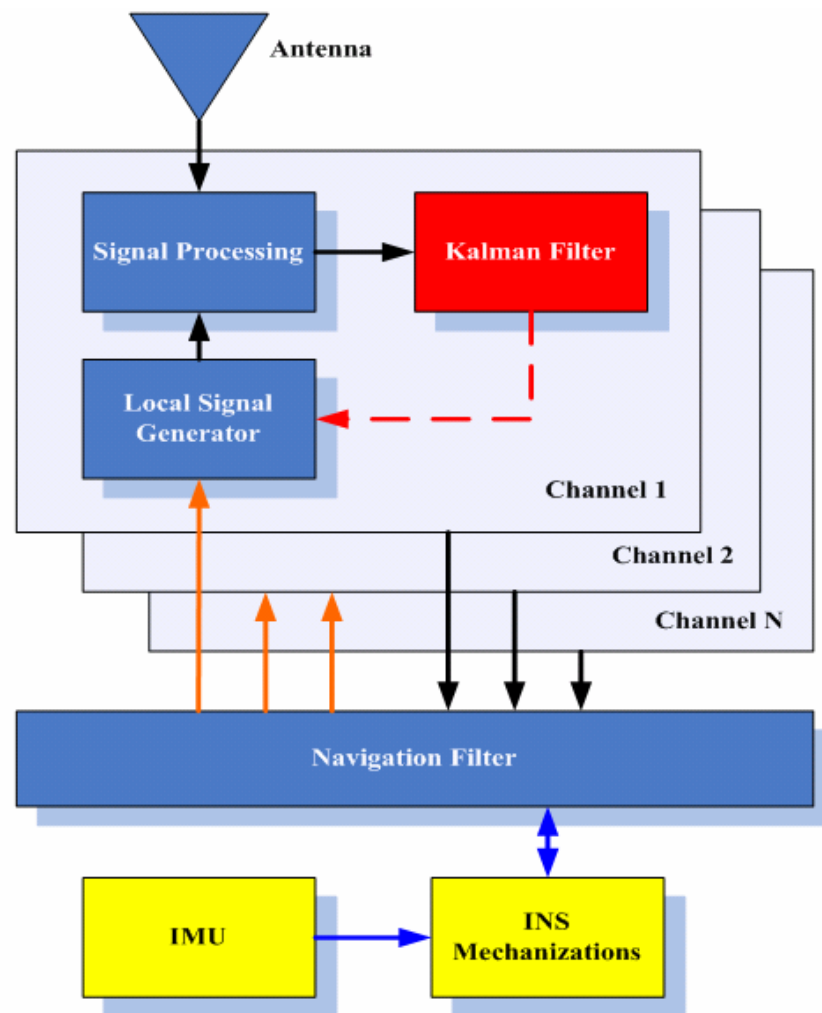 Antenna
Signal Processing
Kalman Filter
Local Signal
Generator
Channel 1
Channel 2
Channel N
Navigation Filter
IMU
INS
Mechanizations